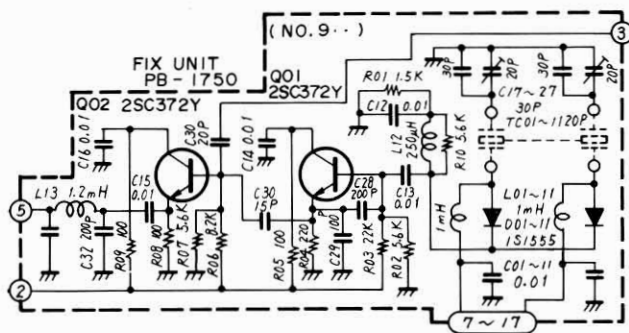 (NO.9··)
3
FIX UNIT
PB-1750
Q01
2SC372Y
Q02 2SC372Y
R01 1.5K
C12 0.01
30P
20P
30P
20P
C17~27
30P
TC01~11 20P
C16 0.01
C30
20P
C14 0.01
L12
250μH
R10 5.6K
L13 1.2mH
C15
0.01
C30
15P
C28
200P
C13
0.01
5
C32 200P
R09 100
R08 100
R07 5.6K
R06 8.2K
R05 100
R04 220
C29 100P
R03 22K
R02 5.6K
1mH
L01~11
1mH
D01~11
1S1555
C01~11
0.01
2
7~17